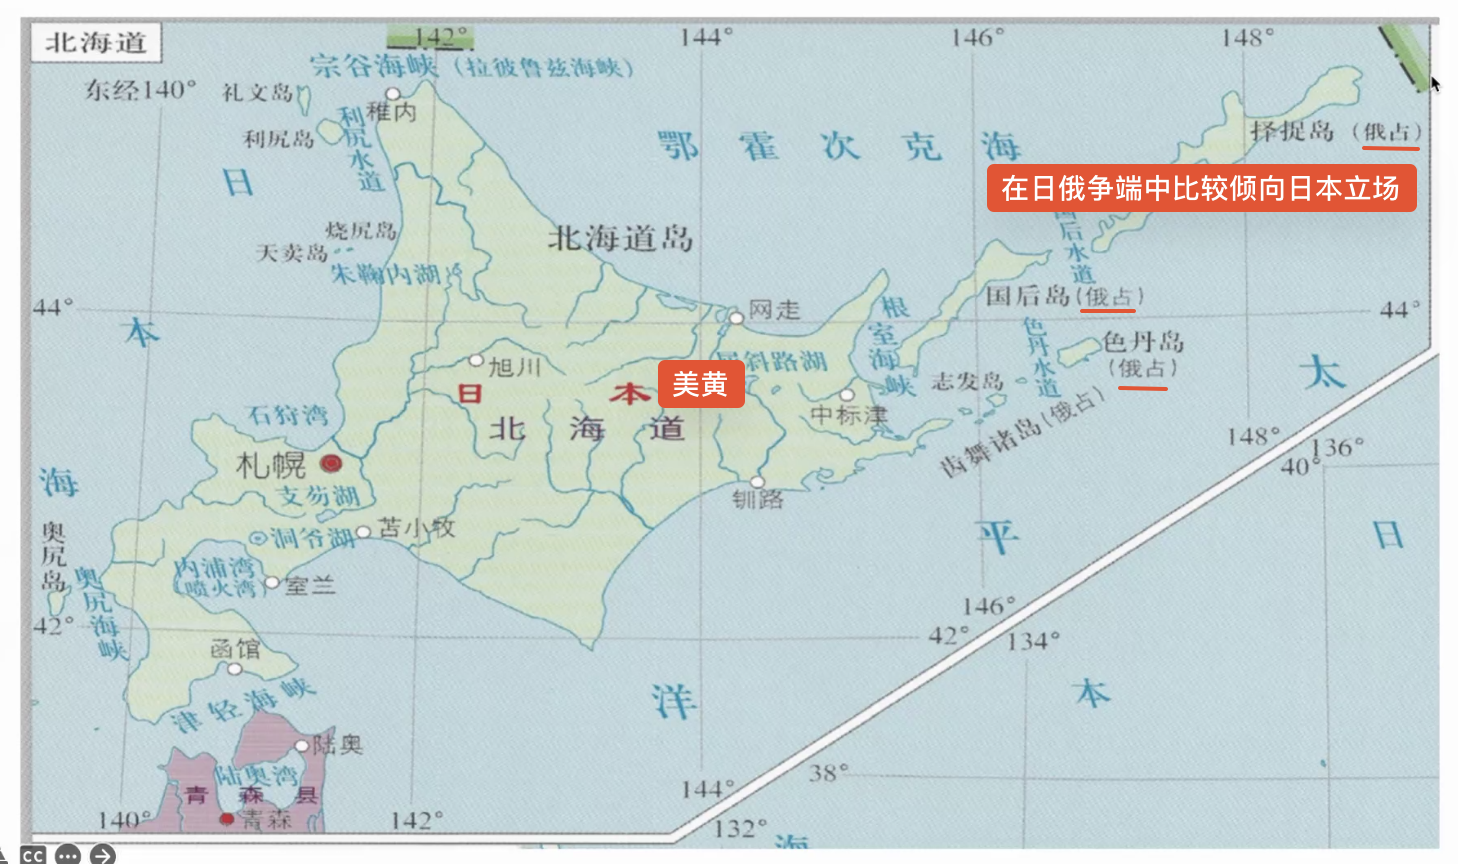 北海道
142°
144°
146°
148°
宗谷海峡（拉彼鲁兹海峡）
东经140°
礼文岛
稚内
利尻水道
利尻岛
鄂霍次克海
择捉岛（俄占）
在日俄争端中比较倾向日本立场
日
本
海
烧尻岛
天卖岛
朱鞠内湖
北海道岛
后水道
44°
网走
根室海峡
国后岛(俄占)
44°
色丹水道
色丹岛
(俄占)
旭川
斜路湖
美黄
日本
志发岛
太
石狩湾
中标津
北海道
齿舞诸岛(俄占)
148°
136°
40°
札幌
支芴湖
钏路
奥尻岛
洞爷湖
苫小牧
平
日
内浦湾
(喷火湾)
室兰
奥尻海峡
146°
42°
42°
134°
函馆
津轻海峡
洋
本
陆奥
陆奥湾
青森县
青森
144°
38°
140°
142°
132°
海
CC